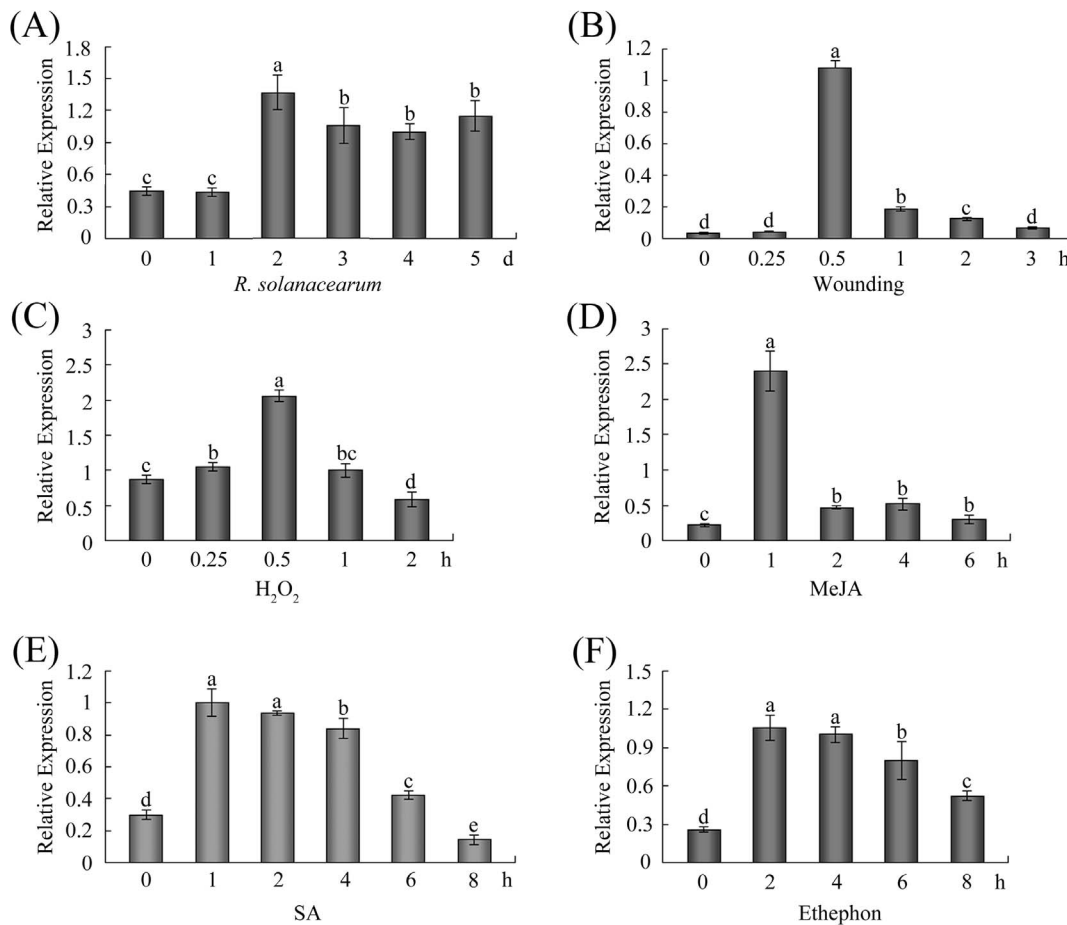 (A)
Relative Expression
1.8
1.5
1.2
0.9
0.6
0.3
0
c
c
a
b
b
b
0 1 2 3 4 5 d
R. solanacearum
(B)
Relative Expression
1.2
1
0.8
0.6
0.4
0.2
0
d
d
a
b
c
d
0 0.25 0.5 1 2 3 h
Wounding
(C)
Relative Expression
3
2.5
2
1.5
1
0.5
0
c
b
a
bc
d
0 0.25 0.5 1 2 h
H₂O₂
(D)
Relative Expression
3
2.5
2
1.5
1
0.5
0
c
a
b
b
b
0 1 2 4 6 h
MeJA
(E)
Relative Expression
1.2
1
0.8
0.6
0.4
0.2
0
d
a
a
b
c
e
0 1 2 4 6 8 h
SA
(F)
Relative Expression
1.5
1.2
0.9
0.6
0.3
0
d
a
a
b
c
0 2 4 6 8 h
Ethephon